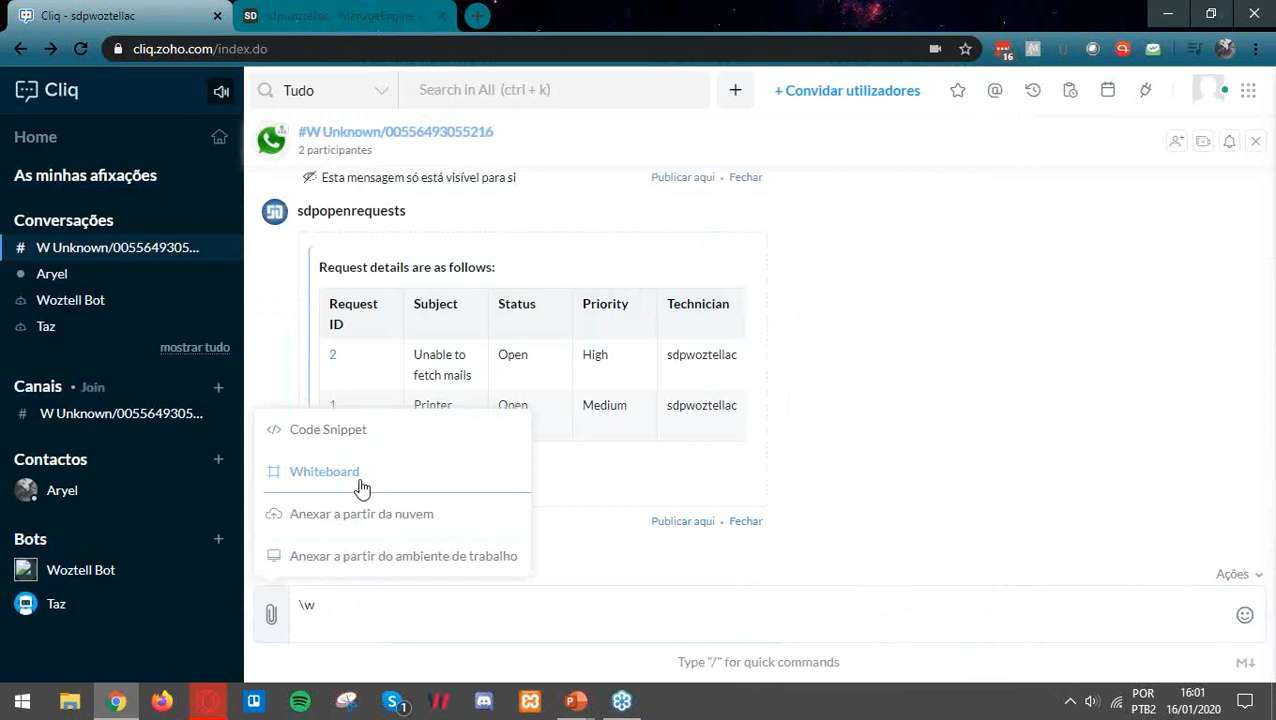 Cliq - sdpwoztellac
SD
cliq.zoho.com/index.do
16
Cliq
Tudo
Search in All (ctrl + k)
+ Convidar utilizadores
Home
#W Unknown/00556493055216
2 participantes
As minhas afixações
Esta mensagem só está visível para si
Publicar aqui • Fechar
Conversações
sdpopenrequests
# W Unknown/0055649305...
Aryel
Request details are as follows:
Woztell Bot
Request ID Subject Status Priority Technician
Taz
mostrar tudo
2 Unable to fetch mails Open High sdpwoztellac
Canais • Join
1 Printer Open Medium sdpwoztellac
# W Unknown/0055649305...
Code Snippet
Contactos
Whiteboard
Aryel
Anexar a partir da nuvem
Publicar aqui • Fechar
Bots
Anexar a partir do ambiente de trabalho
Woztell Bot
Ações
Taz
\w
Type "/" for quick commands
M↓
1
POR
PTB2
16:01
16/01/2020